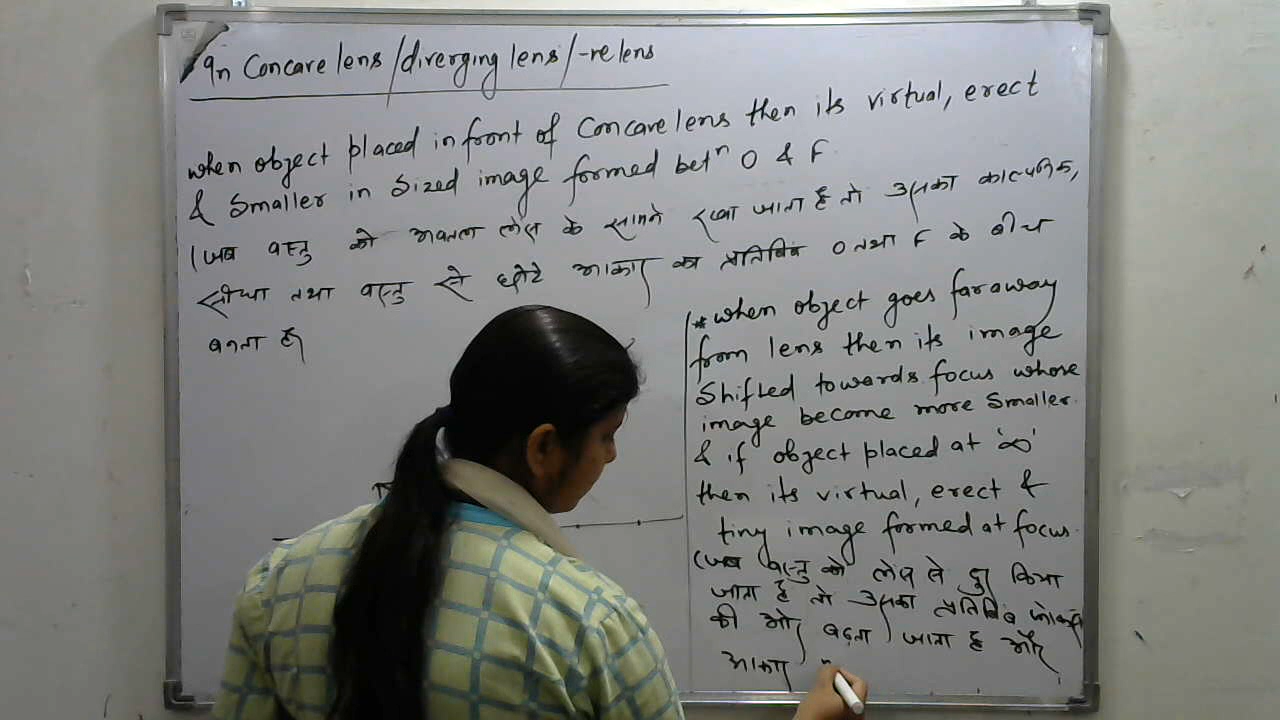 In Concave lens/diverging lens/-ve lens
when object placed in front of Concave lens then its virtual, erect
& Smaller in Sized image formed betⁿ O & F.
(जब वस्तु को अवतल लेंस के सामने रखा जाता है तो उसका काल्पनिक,
सीधा तथा वस्तु से छोटे आकार का प्रतिबिंब O तथा F के बीच
बनता है।
*when object goes far away
from lens then its image
Shifted towards focus whose
image become more Smaller.
& if object placed at '∞'
then its virtual, erect &
tiny image formed at focus.
(जब वस्तु को लेंस से दूर किया
जाता है तो उसका प्रतिबिंब फोकस
की ओर बढ़ता जाता है और
आकार